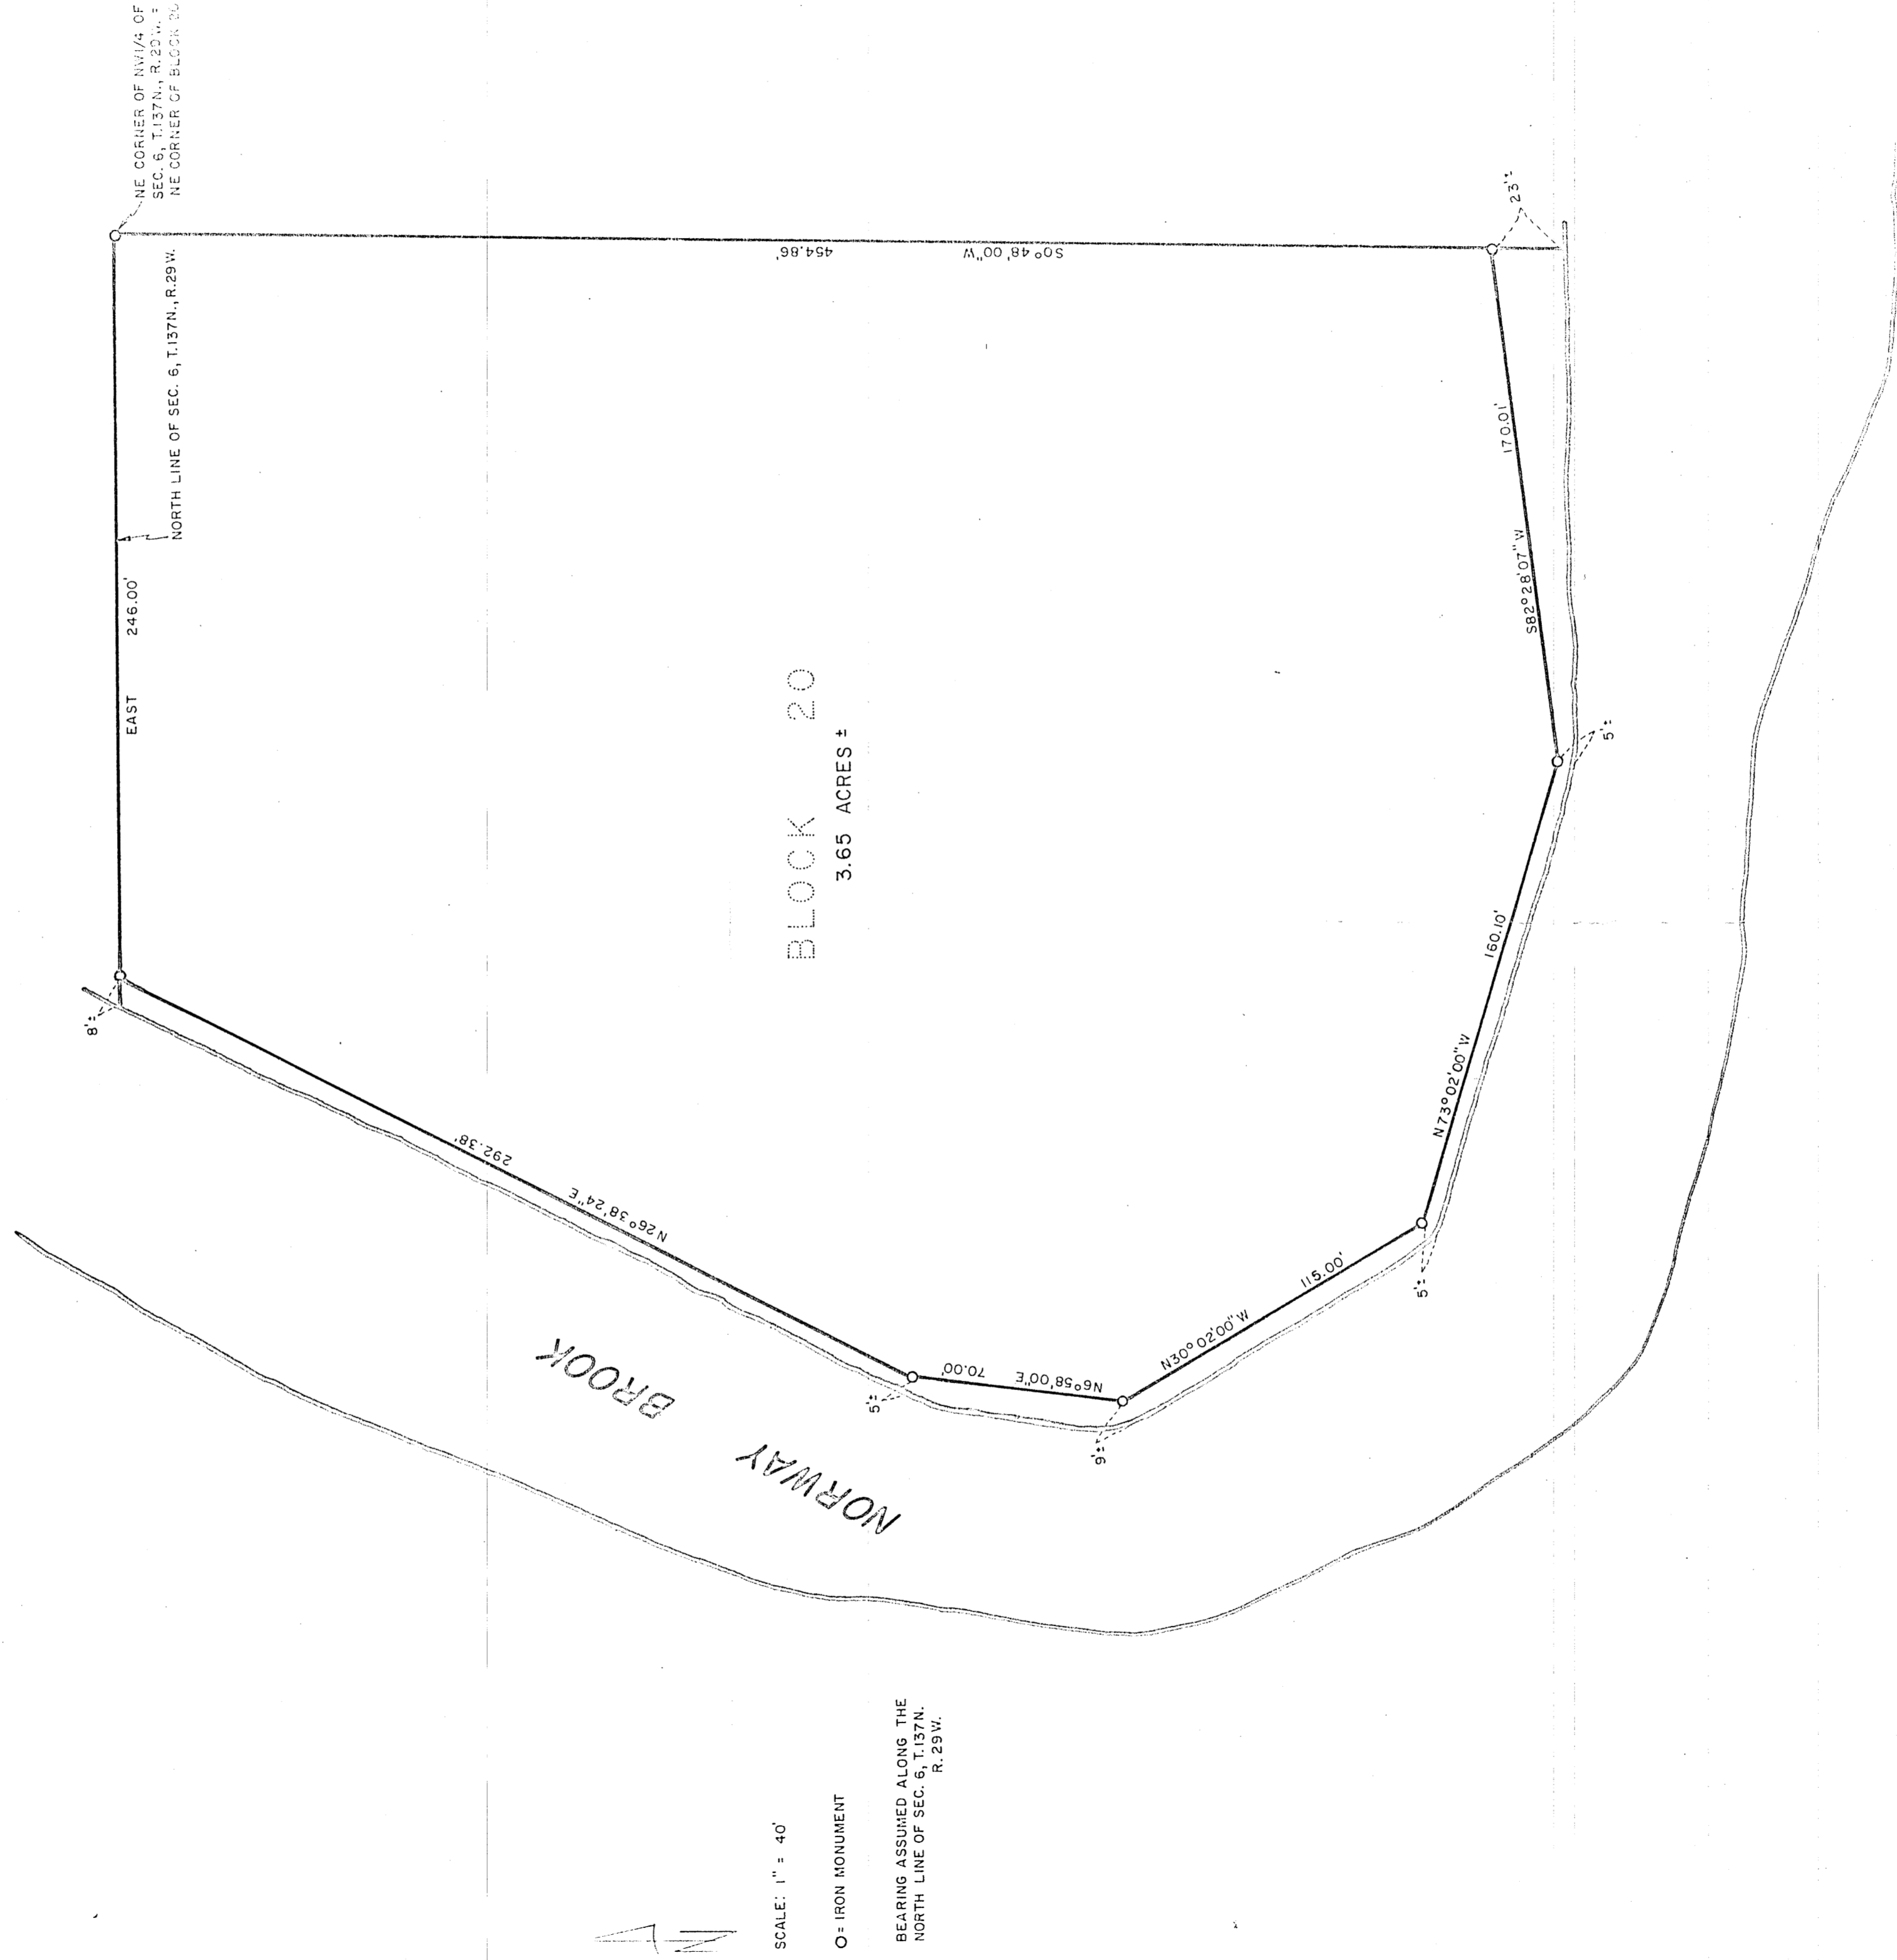 NE CORNER OF NW1/4 OF
SEC. 6, T.137N., R.29W. =
NE CORNER OF BLOCK 20
EAST 246.00'
NORTH LINE OF SEC. 6, T.137N., R.29W.
8'±
454.86'
S0°48'00"W
292.38'
N26°38'24"E
BLOCK 20
3.65 ACRES ±
NORWAY BROOK
5'±
70.00'
N6°58'00"E
9'±
N30°02'00"W
115.00'
5'±
N73°02'00"W
160.10'
5'±
S82°28'07"W
170.01'
23'±
N
SCALE: 1" = 40'
O = IRON MONUMENT
BEARING ASSUMED ALONG THE
NORTH LINE OF SEC. 6, T.137N.
R.29W.